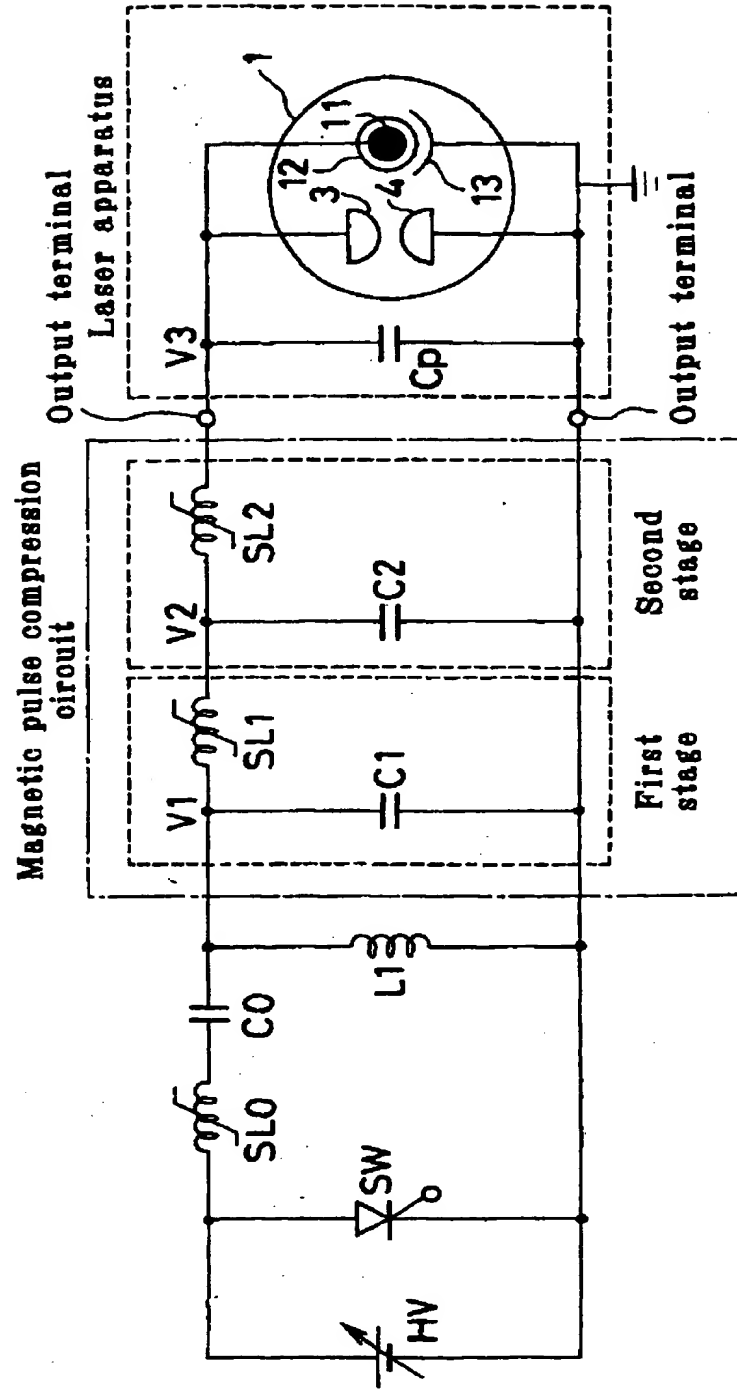 Magnetic pulse compression
cirouit
Output terminal
Laser apparatus
V1
V2
V3
1
SL0
C0
SL1
SL2
12
11
3
4
13
HV
SW
L1
C1
C2
Cp
First
stage
Second
stage
Output terminal